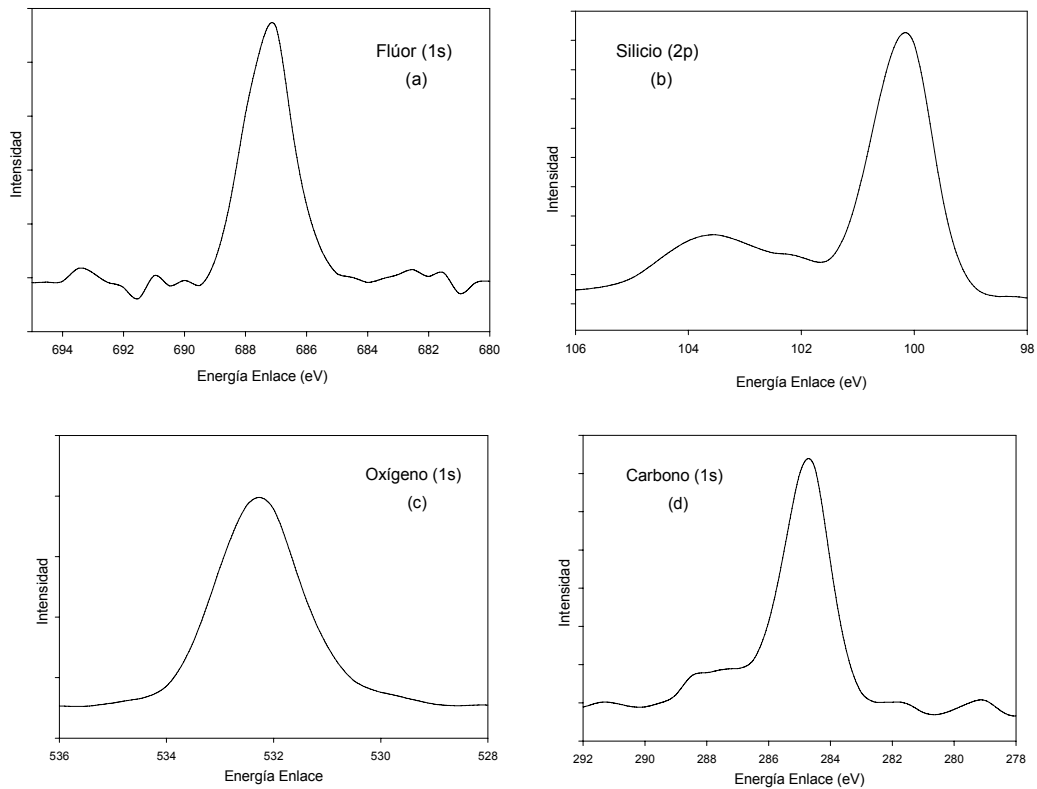 Flúor (1s)
(a)
Intensidad
694 692 690 688 686 684 682 680
Energía Enlace (eV)
Silicio (2p)
(b)
Intensidad
106 104 102 100 98
Energía Enlace (eV)
Oxígeno (1s)
(c)
Intensidad
536 534 532 530 528
Energía Enlace
Carbono (1s)
(d)
Intensidad
292 290 288 286 284 282 280 278
Energía Enlace (eV)